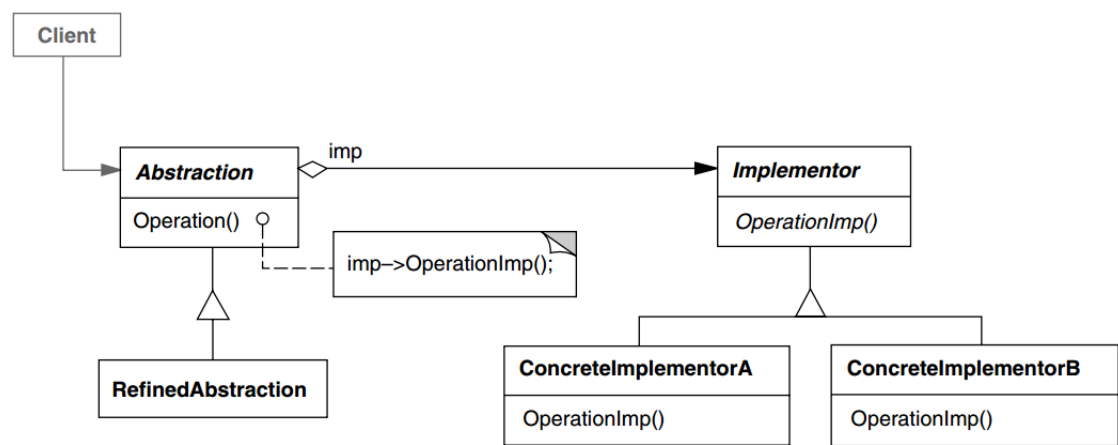 Client
imp
Abstraction
Implementor
Operation()
OperationImp()
imp–>OperationImp();
RefinedAbstraction
ConcreteImplementorA
ConcreteImplementorB
OperationImp()
OperationImp()